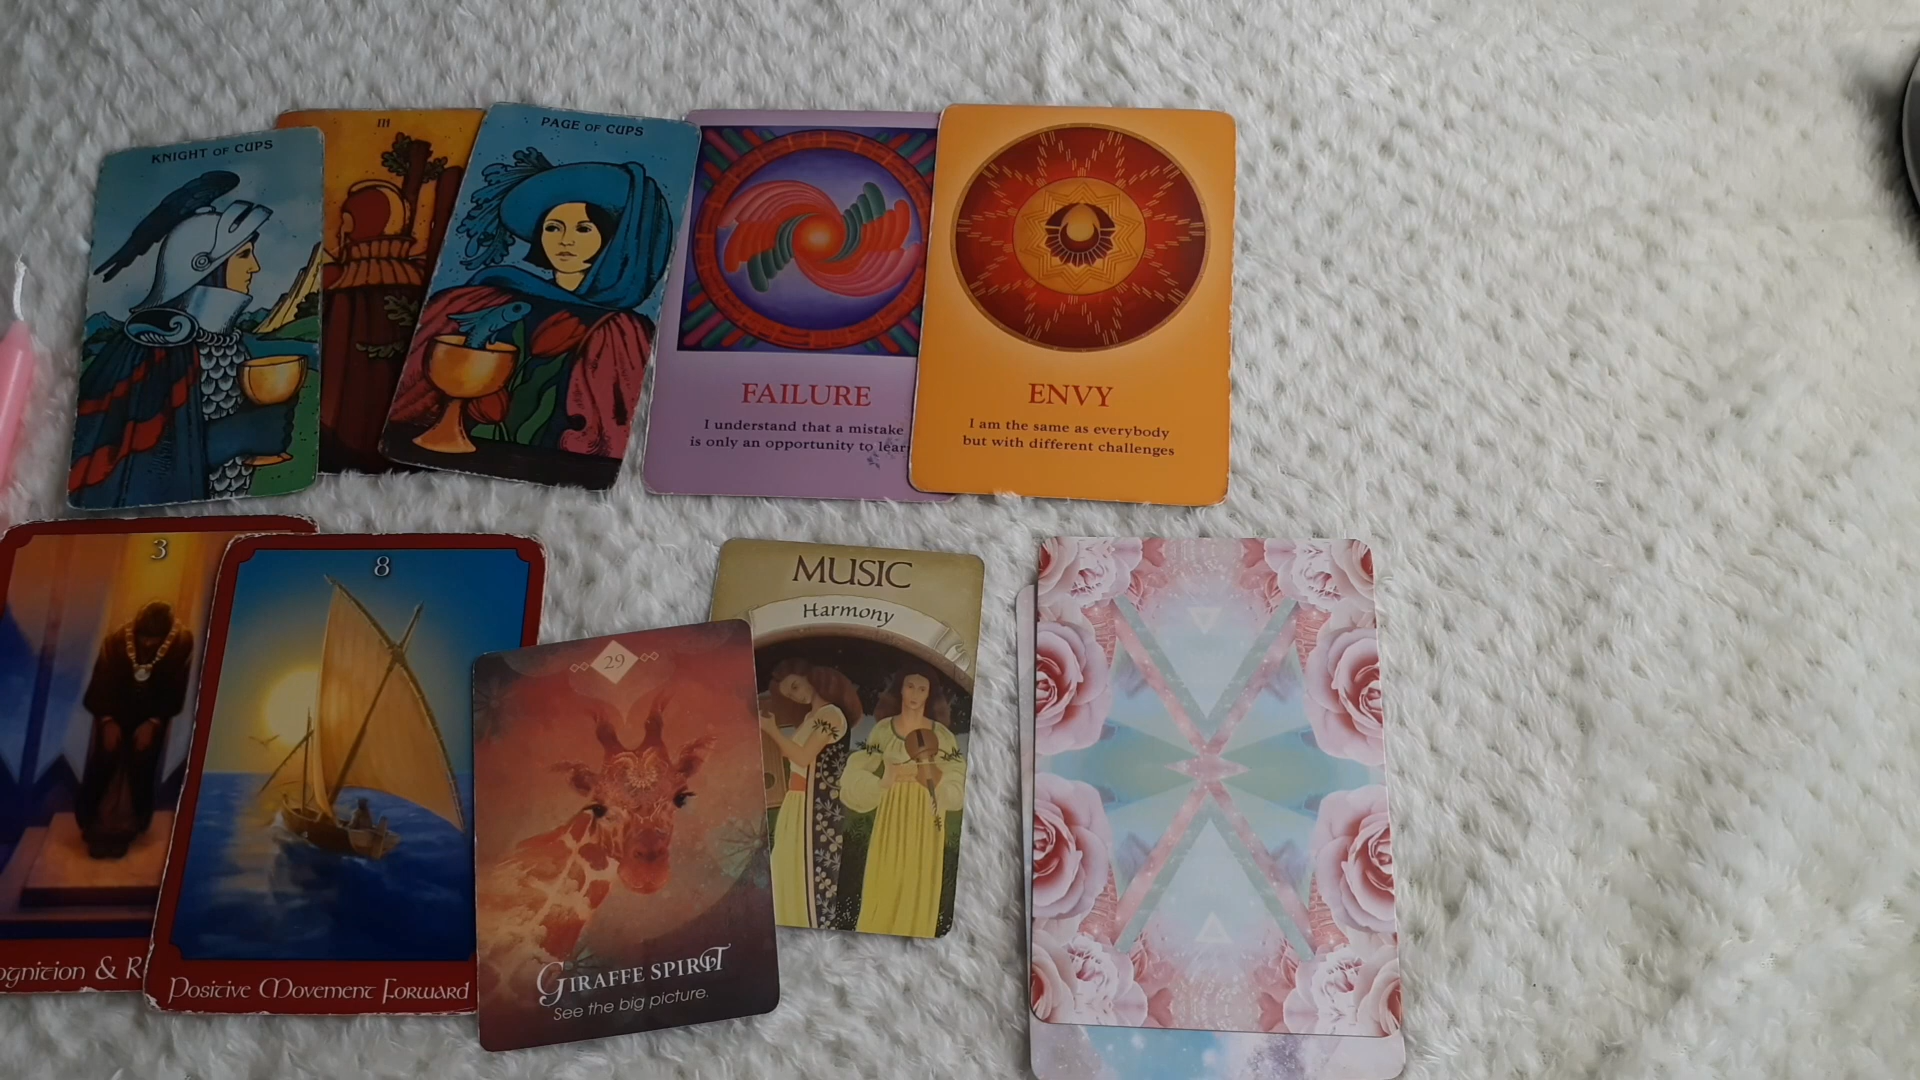 KNIGHT OF CUPS
III
PAGE OF CUPS
FAILURE
I understand that a mistake
is only an opportunity to lear
ENVY
I am the same as everybody
but with different challenges
3
ognition & R
8
Positive Movement Forward
29
GIRAFFE SPIRIT
See the big picture.
MUSIC
Harmony